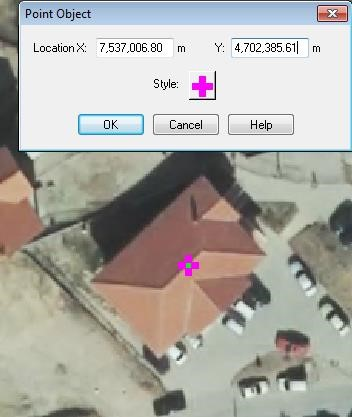 Point Object
Location X: 7,537,006.80 m Y: 4,702,385.61 m
Style:
OK Cancel Help